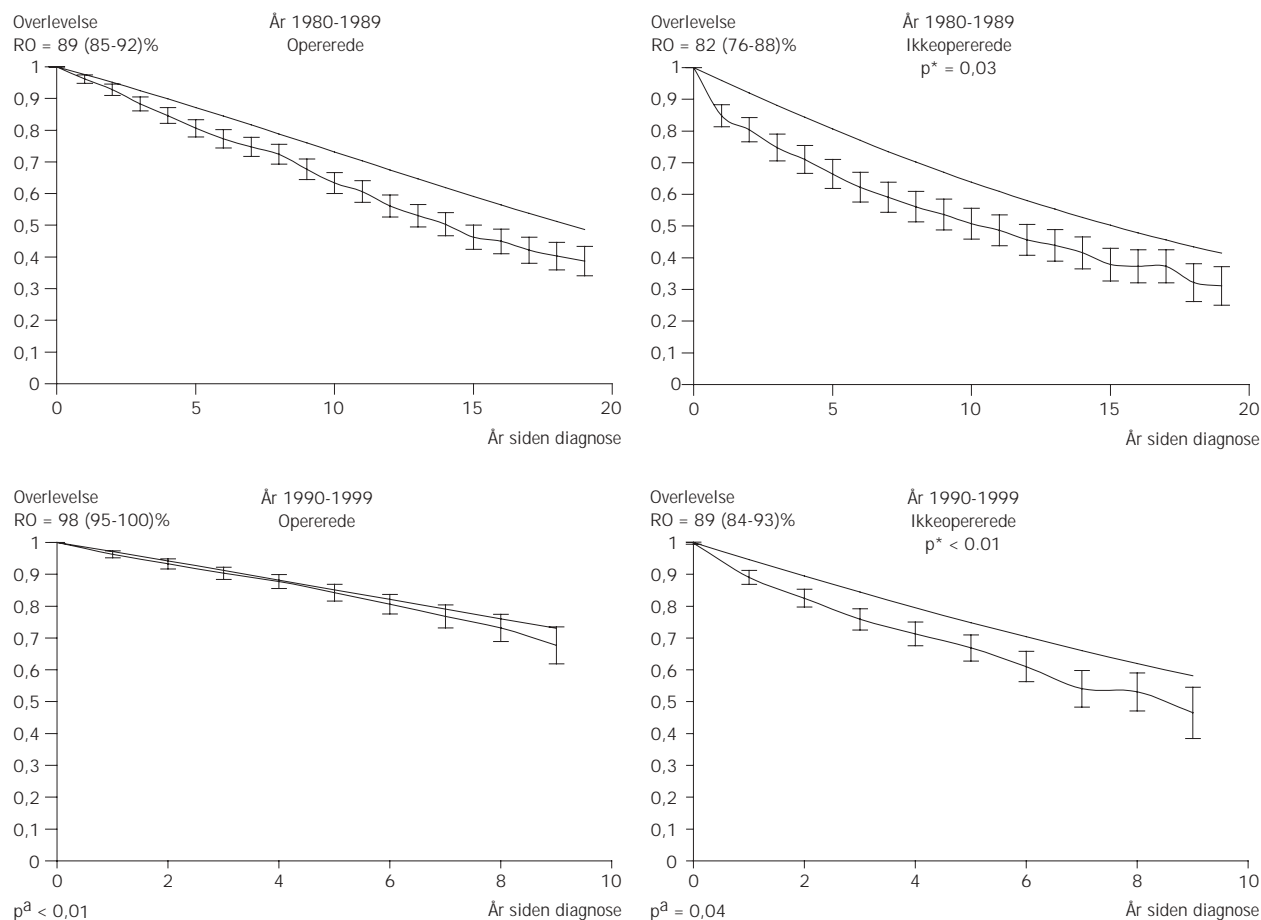 Overlevelse
År 1980-1989
RO = 89 (85-92)%
Opererede
1
0,9
0,8
0,7
0,6
0,5
0,4
0,3
0,2
0,1
0
0 5 10 15 20
År siden diagnose
Overlevelse
År 1980-1989
RO = 82 (76-88)%
Ikkeopererede
p* = 0,03
1
0,9
0,8
0,7
0,6
0,5
0,4
0,3
0,2
0,1
0
0 5 10 15 20
År siden diagnose
Overlevelse
År 1990-1999
RO = 98 (95-100)%
Opererede
1
0,9
0,8
0,7
0,6
0,5
0,4
0,3
0,2
0,1
0
0 2 4 6 8 10
pª < 0,01
År siden diagnose
Overlevelse
År 1990-1999
RO = 89 (84-93)%
Ikkeopererede
p* < 0.01
1
0,9
0,8
0,7
0,6
0,5
0,4
0,3
0,2
0,1
0
0 2 4 6 8 10
pª = 0,04
År siden diagnose